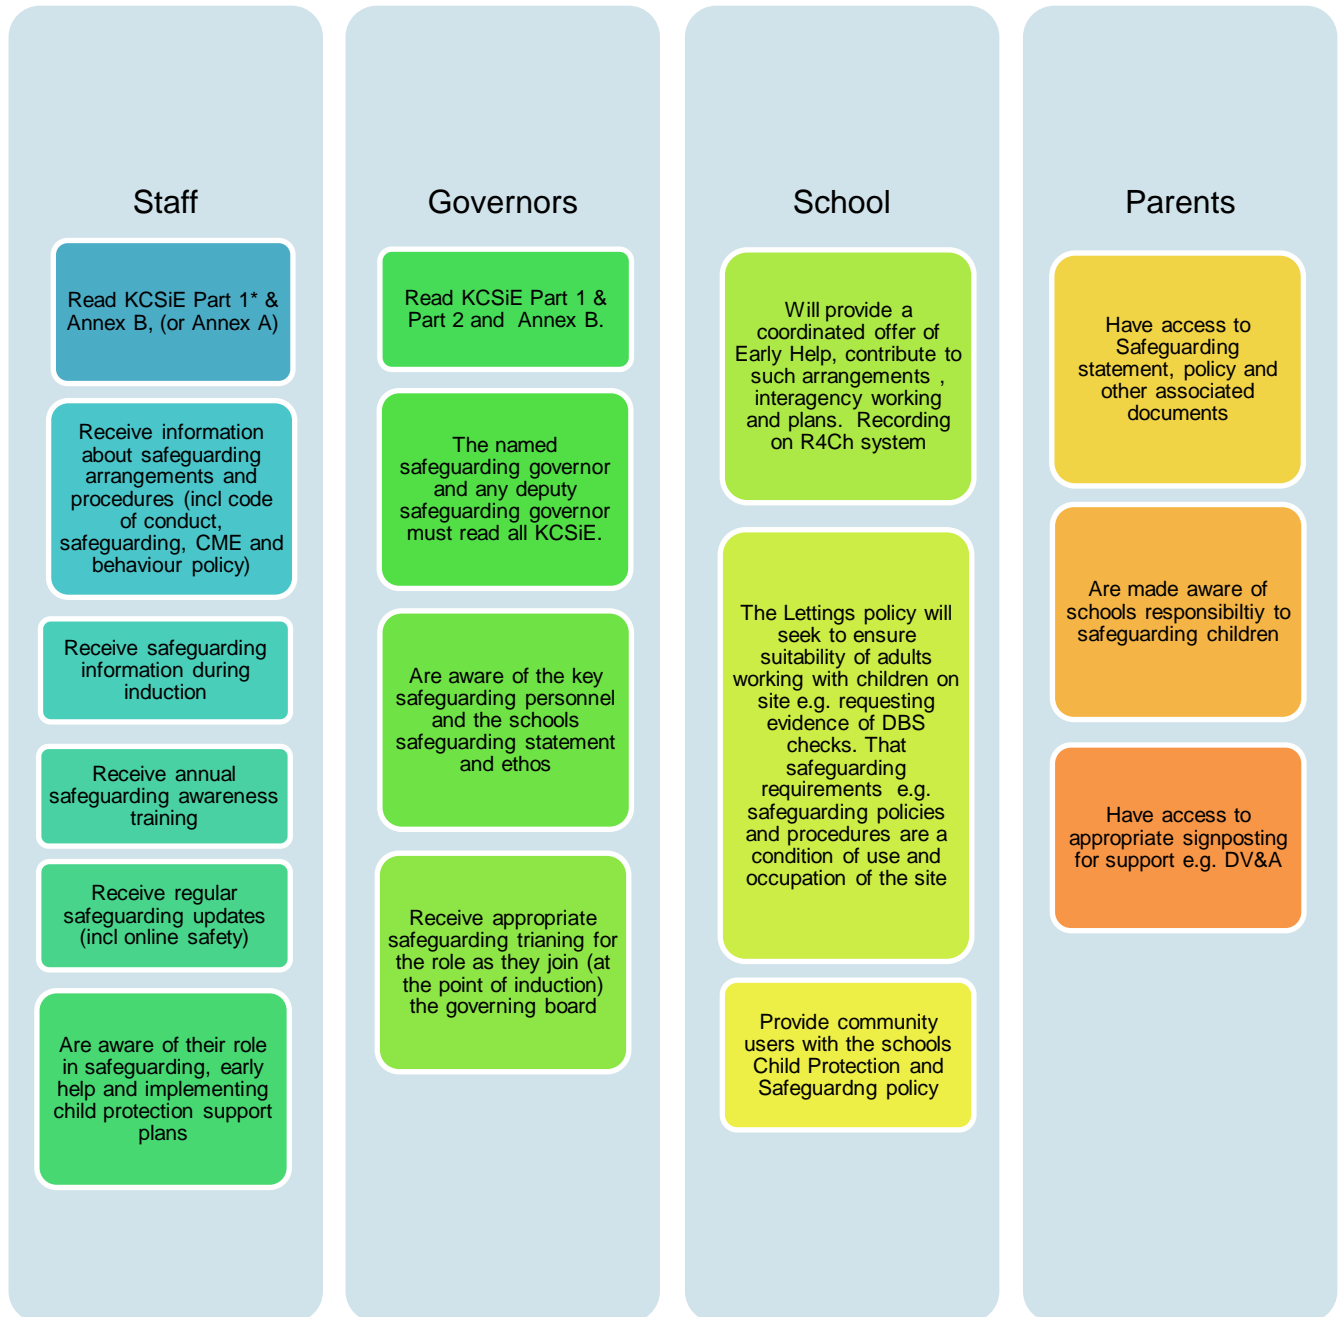 Staff
Read KCSiE Part 1* &
Annex B, (or Annex A)
Receive information
about safeguarding
arrangements and
procedures (incl code
of conduct,
safeguarding, CME and
behaviour policy)
Receive safeguarding
information during
induction
Receive annual
safeguarding awareness
training
Receive regular
safeguarding updates
(incl online safety)
Are aware of their role
in safeguarding, early
help and implementing
child protection support
plans
Governors
Read KCSiE Part 1 &
Part 2 and Annex B.
The named
safeguarding governor
and any deputy
safeguarding governor
must read all KCSiE.
Are aware of the key
safeguarding personnel
and the schools
safeguarding statement
and ethos
Receive appropriate
safeguarding trianing for
the role as they join (at
the point of induction)
the governing board
School
Will provide a
coordinated offer of
Early Help, contribute to
such arrangements ,
interagency working
and plans. Recording
on R4Ch system
The Lettings policy will
seek to ensure
suitability of adults
working with children on
site e.g. requesting
evidence of DBS
checks. That
safeguarding
requirements e.g.
safeguarding policies
and procedures are a
condition of use and
occupation of the site
Provide community
users with the schools
Child Protection and
Safeguardng policy
Parents
Have access to
Safeguarding
statement, policy and
other associated
documents
Are made aware of
schools responsibiltiy to
safeguarding children
Have access to
appropriate signposting
for support e.g. DV&A